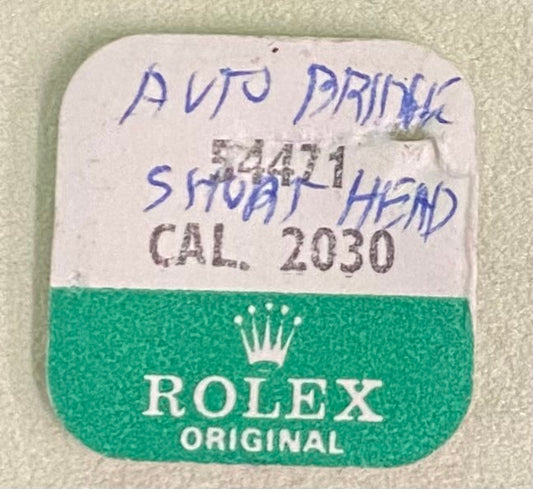 AUTO BRIDGE
54471
SHORT HEAD
CAL. 2030
ROLEX
ORIGINAL